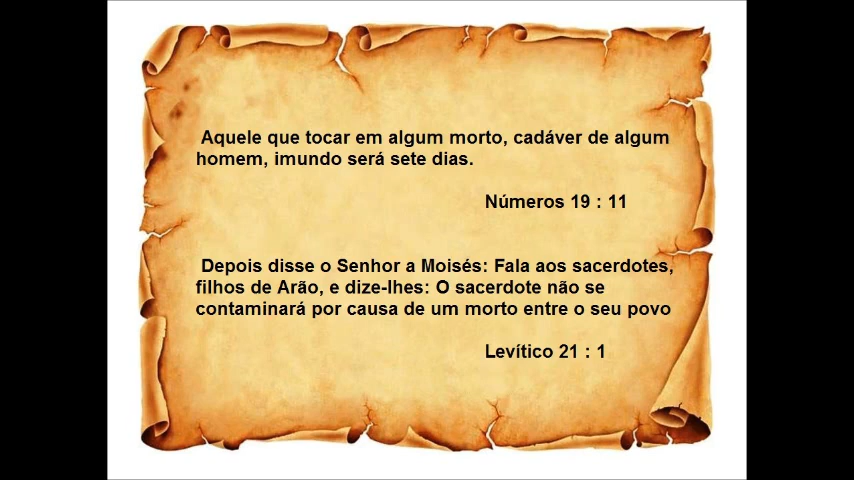 Aquele que tocar em algum morto, cadáver de algum
homem, imundo será sete dias.
Números 19 : 11
Depois disse o Senhor a Moisés: Fala aos sacerdotes,
filhos de Arão, e dize-lhes: O sacerdote não se
contaminará por causa de um morto entre o seu povo
Levítico 21 : 1